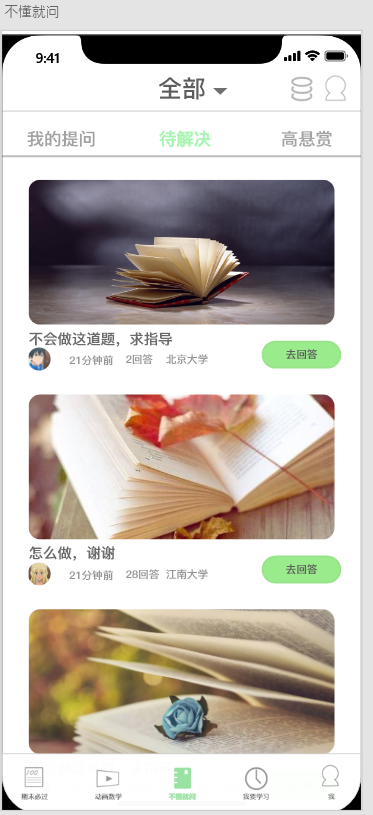 不懂就问
9:41
全部
我的提问 待解决 高悬赏
不会做这道题，求指导
21分钟前 2回答 北京大学 去回答
怎么做，谢谢
21分钟前 28回答 江南大学 去回答
100
期末必过 动画数学 不懂就问 我要学习 我